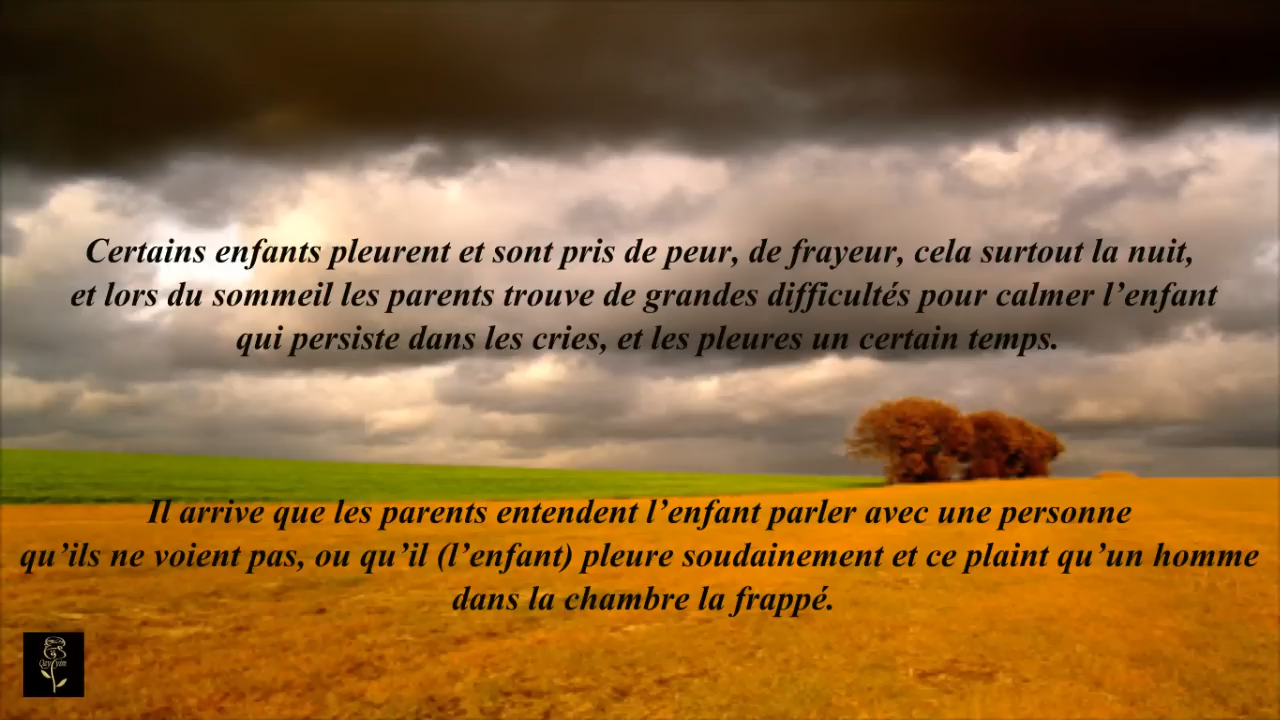 Certains enfants pleurent et sont pris de peur, de frayeur, cela surtout la nuit,
et lors du sommeil les parents trouve de grandes difficultés pour calmer l’enfant
qui persiste dans les cries, et les pleures un certain temps.
Il arrive que les parents entendent l’enfant parler avec une personne
qu’ils ne voient pas, ou qu’il (l’enfant) pleure soudainement et ce plaint qu’un homme
dans la chambre la frappé.